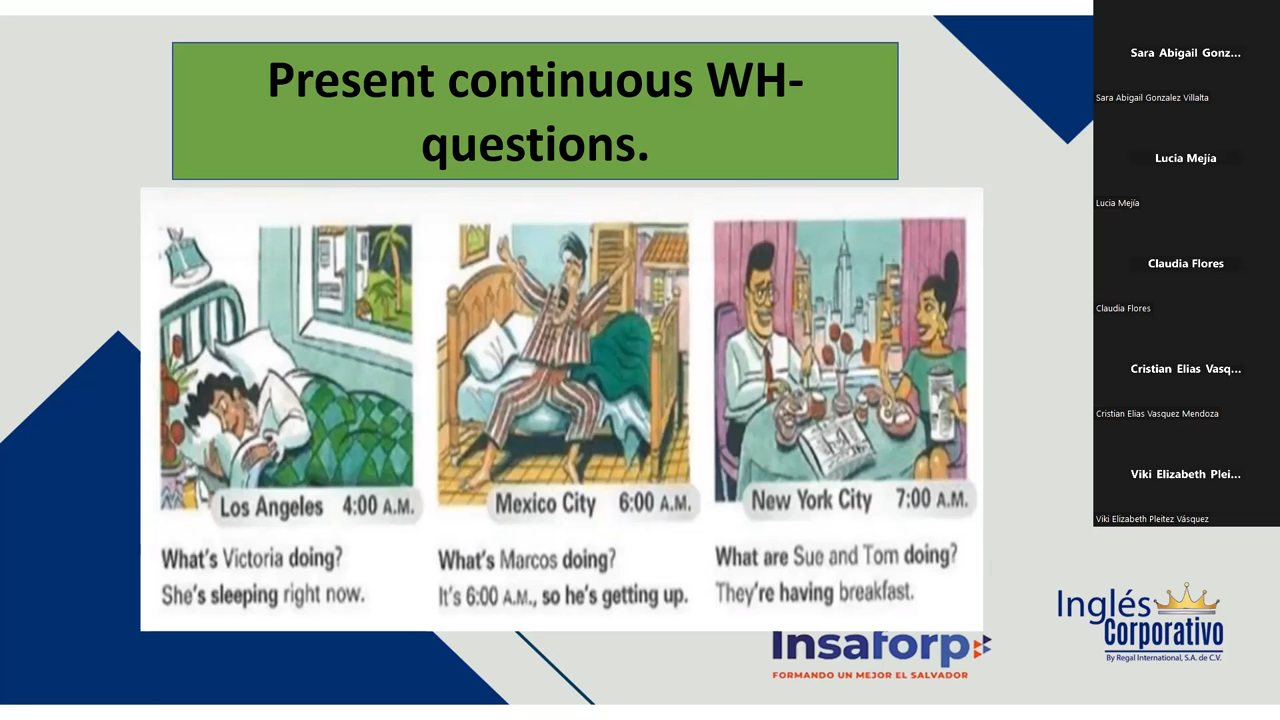 Present continuous WH-
questions.
Los Angeles 4:00 A.M.
What's Victoria doing?
She's sleeping right now.
Mexico City 6:00 A.M.
What's Marcos doing?
It's 6:00 A.M., so he's getting up.
New York City 7:00 A.M.
What are Sue and Tom doing?
They're having breakfast.
Insaforp
FORMANDO UN MEJOR EL SALVADOR
Inglés
Corporativo
By Regal International, S.A. de C.V.
Sara Abigail Gonz...
Sara Abigail Gonzalez Villalta
Lucia Mejía
Lucia Mejía
Claudia Flores
Claudia Flores
Cristian Elias Vasq...
Cristian Elias Vasquez Mendoza
Viki Elizabeth Plei...
Viki Elizabeth Pleitez Vásquez